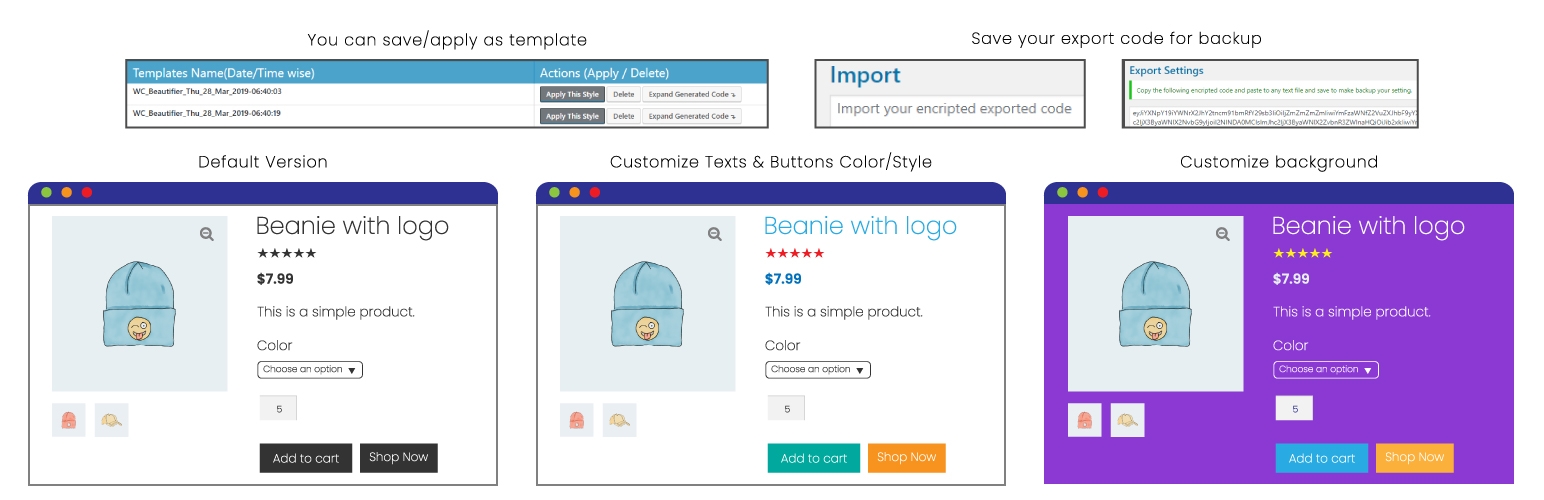 You can save/apply as template
Save your export code for backup
Templates Name(Date/Time wise) Actions (Apply / Delete)
WC_Beautifier_Thu_28_Mar_2019-06:40:03 Apply This Style Delete Expand Generated Code
WC_Beautifier_Thu_28_Mar_2019-06:40:19 Apply This Style Delete Expand Generated Code
Import
Import your encripted exported code
Export Settings
Copy the following encrypted code and paste to any text file and save to make backup your setting.
Default Version
Beanie with logo
$7.99
This is a simple product.
Color
Choose an option
5
Add to cart Shop Now
Customize Texts & Buttons Color/Style
Beanie with logo
$7.99
This is a simple product.
Color
Choose an option
5
Add to cart Shop Now
Customize background
Beanie with logo
$7.99
This is a simple product.
Color
Choose an option
5
Add to cart Shop Now